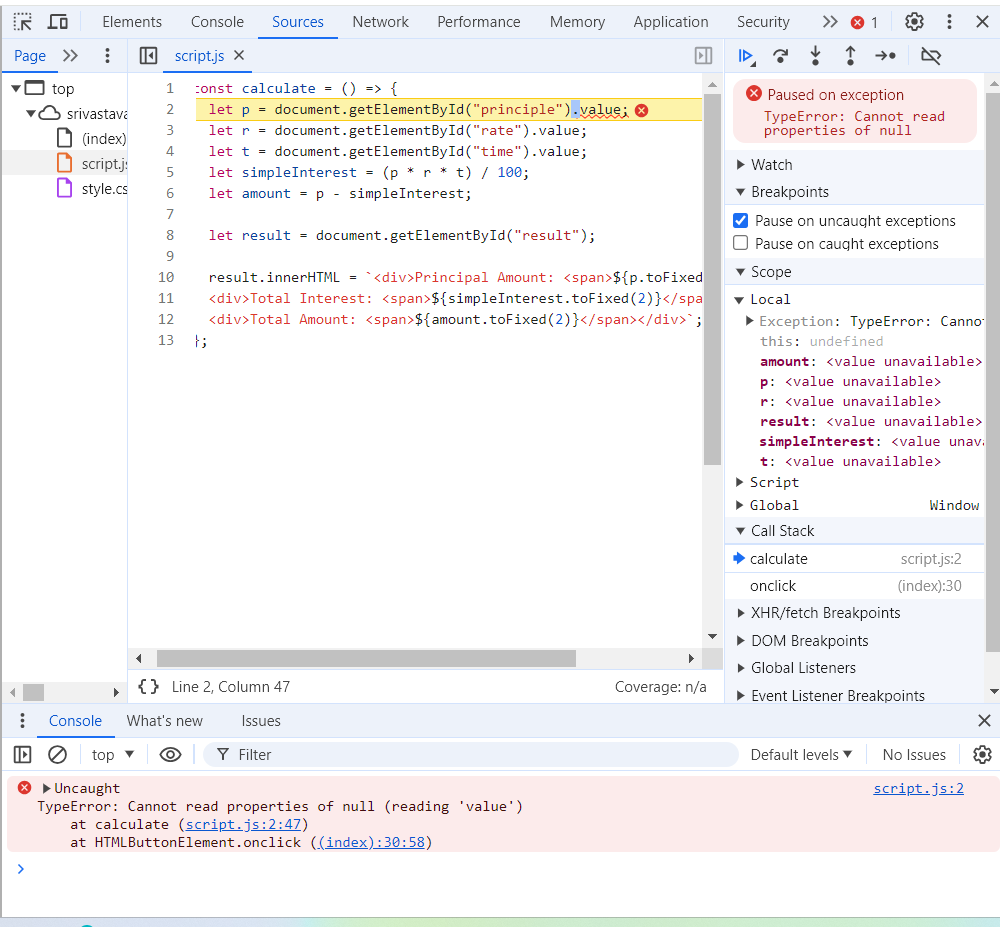 Elements Console Sources Network Performance Memory Application Security 1
Page
script.js
top
srivastava
(index)
script.js
style.cs
1 const calculate = () => {
2 let p = document.getElementById("principle").value;
3 let r = document.getElementById("rate").value;
4 let t = document.getElementById("time").value;
5 let simpleInterest = (p * r * t) / 100;
6 let amount = p - simpleInterest;
7
8 let result = document.getElementById("result");
9
10 result.innerHTML = `<div>Principal Amount: <span>${p.toFixed
11 <div>Total Interest: <span>${simpleInterest.toFixed(2)}</spa
12 <div>Total Amount: <span>${amount.toFixed(2)}</span></div>`;
13 };
{ } Line 2, Column 47 Coverage: n/a
Paused on exception
TypeError: Cannot read
properties of null
Watch
Breakpoints
Pause on uncaught exceptions
Pause on caught exceptions
Scope
Local
Exception: TypeError: Canno
this: undefined
amount: <value unavailable>
p: <value unavailable>
r: <value unavailable>
result: <value unavailable>
simpleInterest: <value unava
t: <value unavailable>
Script
Global Window
Call Stack
calculate script.js:2
onclick (index):30
XHR/fetch Breakpoints
DOM Breakpoints
Global Listeners
Event Listener Breakpoints
Console What's new Issues
top Filter Default levels No Issues
Uncaught script.js:2
TypeError: Cannot read properties of null (reading 'value')
at calculate (script.js:2:47)
at HTMLButtonElement.onclick ((index):30:58)